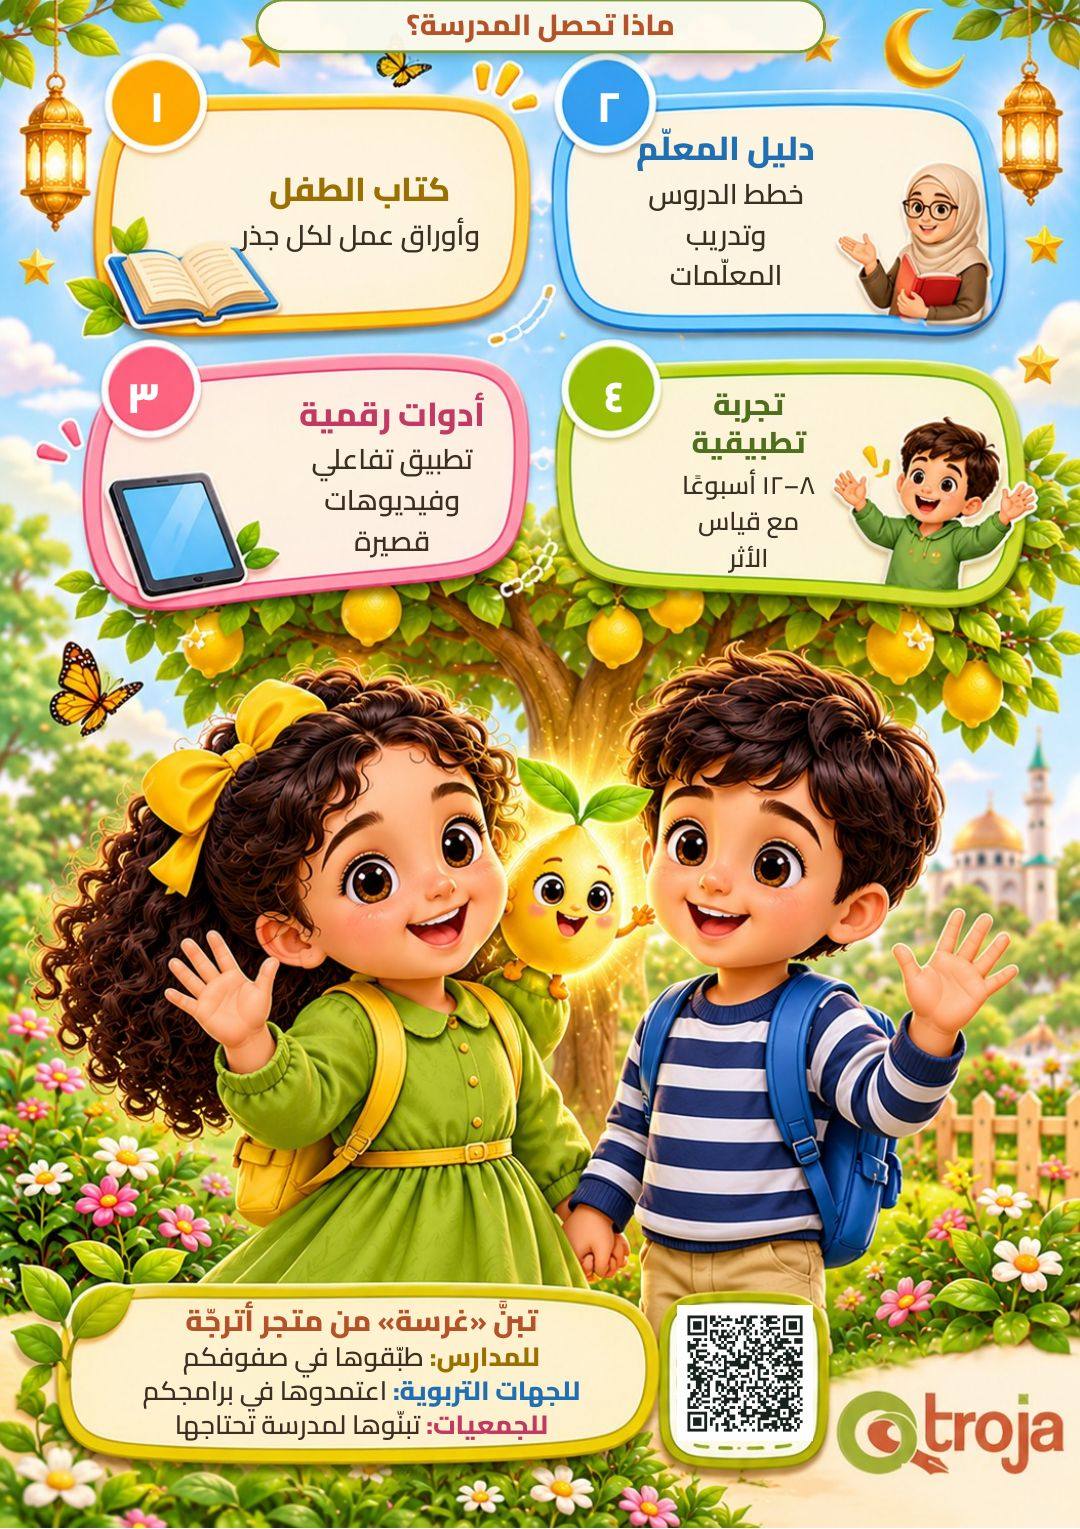 ماذا تحصل المدرسة؟
١
كتاب الطفل
وأوراق عمل لكل جذر
٢
دليل المعلّم
خطط الدروس
وتدريب
المعلّمات
٣
أدوات رقمية
تطبيق تفاعلي
وفيديوهات
قصيرة
٤
تجربة
تطبيقية
٨–١٢ أسبوعًا
مع قياس
الأثر
تبنَّ «غرسة» من متجر أترجّة
للمدارس: طبّقوها في صفوفكم
للجهات التربوية: اعتمدوها في برامجكم
للجمعيات: تبنّوها لمدرسة تحتاجها
Otroja